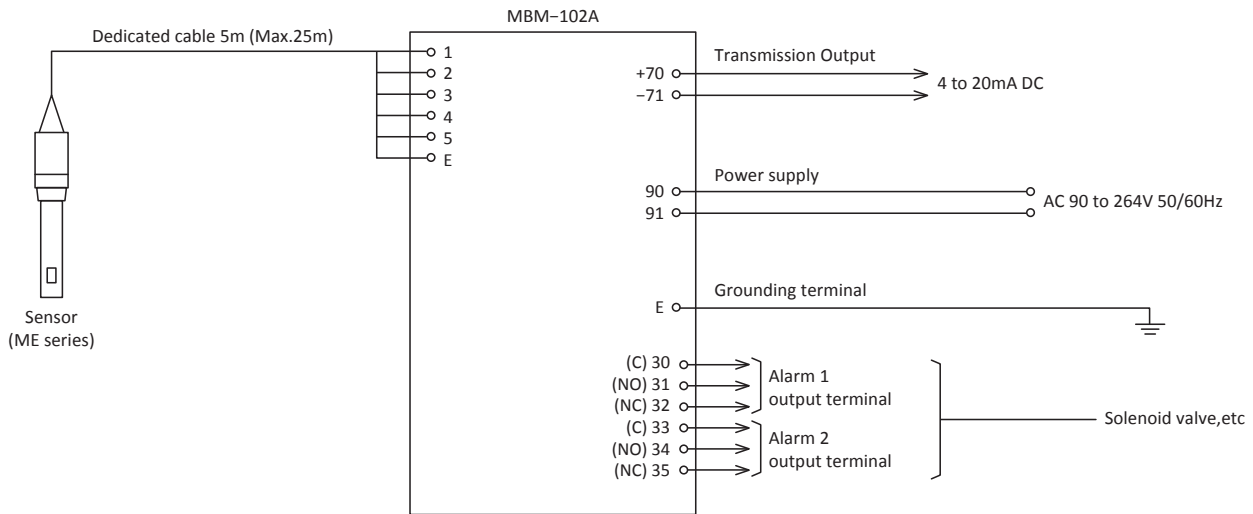 MBM−102A
Dedicated cable 5m (Max.25m)
1
2
3
4
5
E
Sensor
(ME series)
+70
−71
Transmission Output
4 to 20mA DC
90
91
Power supply
AC 90 to 264V 50/60Hz
E
Grounding terminal
(C) 30
(NO) 31
(NC) 32
Alarm 1
output terminal
(C) 33
(NO) 34
(NC) 35
Alarm 2
output terminal
Solenoid valve,etc